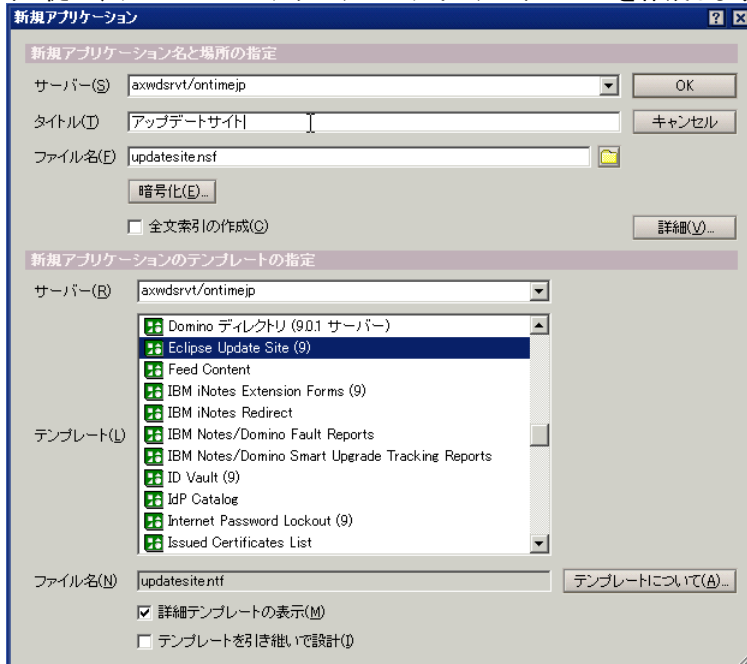 新規アプリケーション
新規アプリケーション名と場所の指定
サーバー(S) axwdsrvt/ontimejp OK
タイトル(T) アップデートサイト キャンセル
ファイル名(F) updatesite.nsf
暗号化(E)...
全文索引の作成(C) 詳細(V)...
新規アプリケーションのテンプレートの指定
サーバー(R) axwdsrvt/ontimejp
Domino ディレクトリ (9.0.1 サーバー)
Eclipse Update Site (9)
Feed Content
IBM iNotes Extension Forms (9)
IBM iNotes Redirect
テンプレート(L) IBM Notes/Domino Fault Reports
IBM Notes/Domino Smart Upgrade Tracking Reports
ID Vault (9)
IdP Catalog
Internet Password Lockout (9)
Issued Certificates List
ファイル名(N) updatesite.ntf テンプレートについて(A)...
詳細テンプレートの表示(M)
テンプレートを引き継いで設計(I)